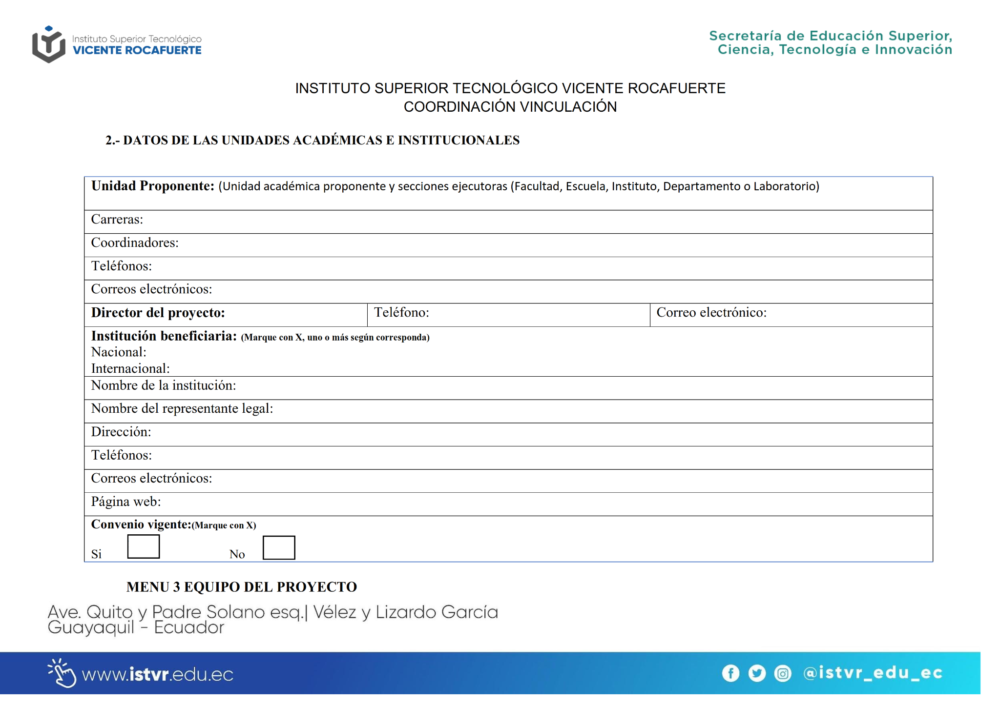 Instituto Superior Tecnológico
VICENTE ROCAFUERTE
Secretaría de Educación Superior,
Ciencia, Tecnología e Innovación
INSTITUTO SUPERIOR TECNOLÓGICO VICENTE ROCAFUERTE
COORDINACIÓN VINCULACIÓN
2.- DATOS DE LAS UNIDADES ACADÉMICAS E INSTITUCIONALES
Unidad Proponente: (Unidad académica proponente y secciones ejecutoras (Facultad, Escuela, Instituto, Departamento o Laboratorio)
Carreras:
Coordinadores:
Teléfonos:
Correos electrónicos:
Director del proyecto: Teléfono: Correo electrónico:
Institución beneficiaria: (Marque con X, uno o más según corresponda)
Nacional:
Internacional:
Nombre de la institución:
Nombre del representante legal:
Dirección:
Teléfonos:
Correos electrónicos:
Página web:
Convenio vigente:(Marque con X)
Si No
MENU 3 EQUIPO DEL PROYECTO
Ave. Quito y Padre Solano esq.| Vélez y Lizardo García
Guayaquil - Ecuador
www.istvr.edu.ec @istvr_edu_ec